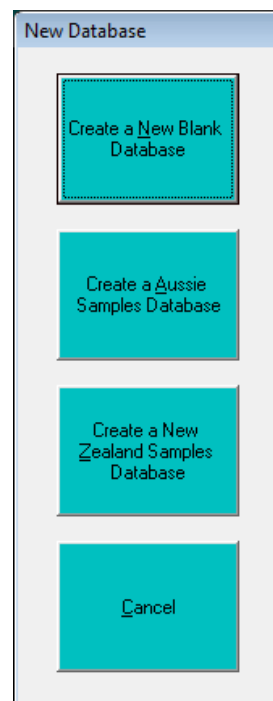 New Database
Create a New Blank
Database
Create a Aussie
Samples Database
Create a New
Zealand Samples
Database
Cancel